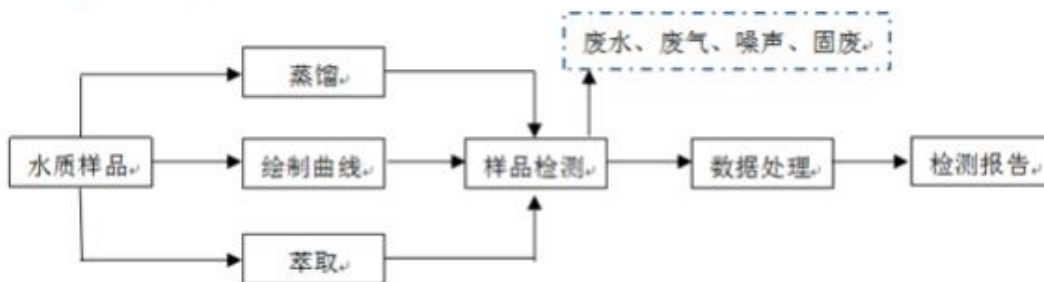 废水、废气、噪声、固废
蒸馏
水质样品
绘制曲线
样品检测
数据处理
检测报告
萃取